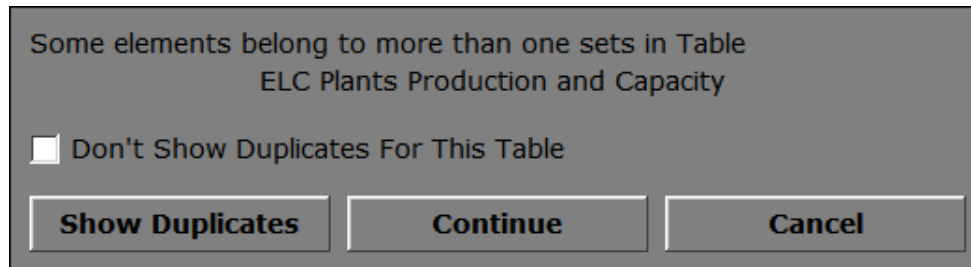 Some elements belong to more than one sets in Table
ELC Plants Production and Capacity
Don't Show Duplicates For This Table
Show Duplicates
Continue
Cancel